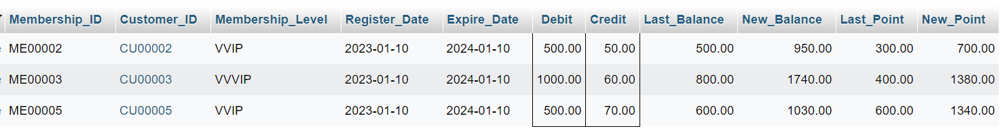 Membership_ID Customer_ID Membership_Level Register_Date Expire_Date Debit Credit Last_Balance New_Balance Last_Point New_Point
ME00002 CU00002 VVIP 2023-01-10 2024-01-10 500.00 50.00 500.00 950.00 300.00 700.00
ME00003 CU00003 VVVIP 2023-01-10 2024-01-10 1000.00 60.00 800.00 1740.00 400.00 1380.00
ME00005 CU00005 VVIP 2023-01-10 2024-01-10 500.00 70.00 600.00 1030.00 600.00 1340.00